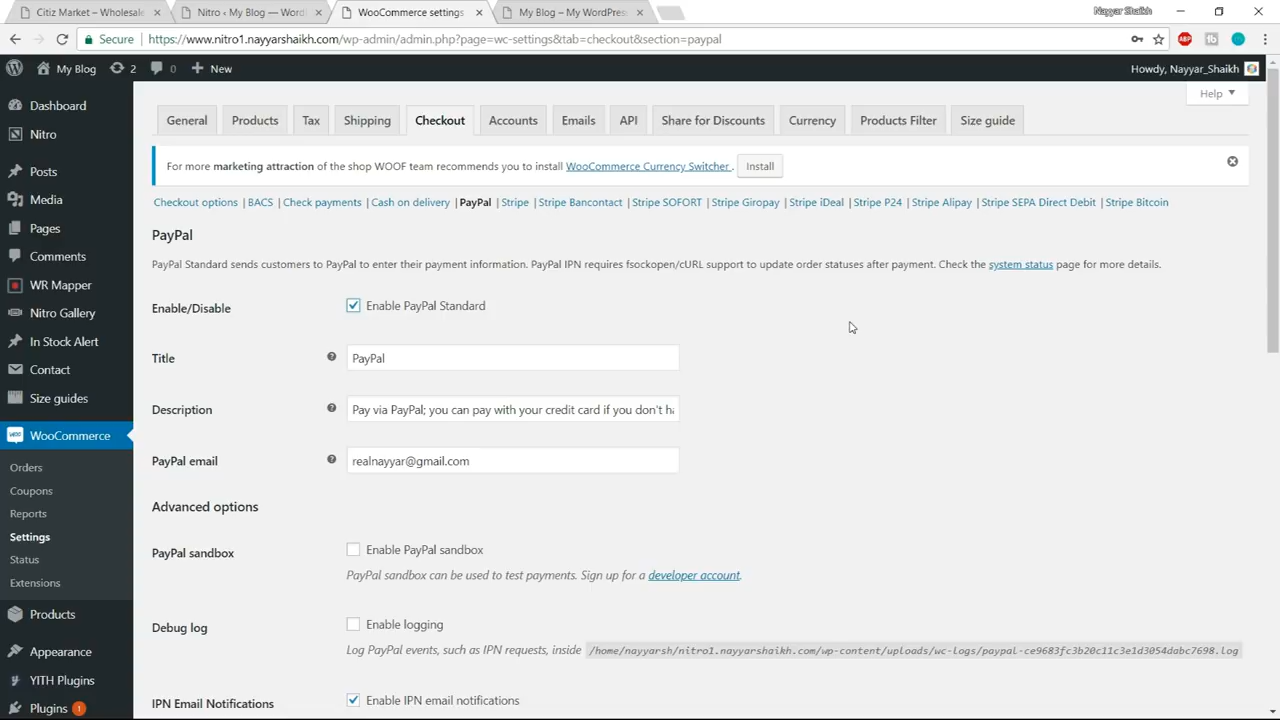 Citiz Market – Wholesale
Nitro ‹ My Blog — Word
WooCommerce settings
My Blog – My WordPress
Nayyar Shaikh
Secure
https://www.nitro1.nayyarshaikh.com/wp-admin/admin.php?page=wc-settings&tab=checkout&section=paypal
ABP
tb
My Blog
2
0
+ New
Howdy, Nayyar_Shaikh
Help
Dashboard
Nitro
Posts
Media
Pages
Comments
WR Mapper
Nitro Gallery
In Stock Alert
Contact
Size guides
WooCommerce
Orders
Coupons
Reports
Settings
Status
Extensions
Products
Appearance
YITH Plugins
Plugins 1
General Products Tax Shipping Checkout Accounts Emails API Share for Discounts Currency Products Filter Size guide
For more marketing attraction of the shop WOOF team recommends you to install WooCommerce Currency Switcher . Install
Checkout options | BACS | Check payments | Cash on delivery | PayPal | Stripe | Stripe Bancontact | Stripe SOFORT | Stripe Giropay | Stripe iDeal | Stripe P24 | Stripe Alipay | Stripe SEPA Direct Debit | Stripe Bitcoin
PayPal
PayPal Standard sends customers to PayPal to enter their payment information. PayPal IPN requires fsockopen/cURL support to update order statuses after payment. Check the system status page for more details.
Enable/Disable
Enable PayPal Standard
Title
PayPal
Description
Pay via PayPal; you can pay with your credit card if you don't ha
PayPal email
realnayyar@gmail.com
Advanced options
PayPal sandbox
Enable PayPal sandbox
PayPal sandbox can be used to test payments. Sign up for a developer account.
Debug log
Enable logging
Log PayPal events, such as IPN requests, inside /home/nayyarsh/nitro1.nayyarshaikh.com/wp-content/uploads/wc-logs/paypal-ce9683fc3b20c11c3e1d3054dabc7698.log
IPN Email Notifications
Enable IPN email notifications